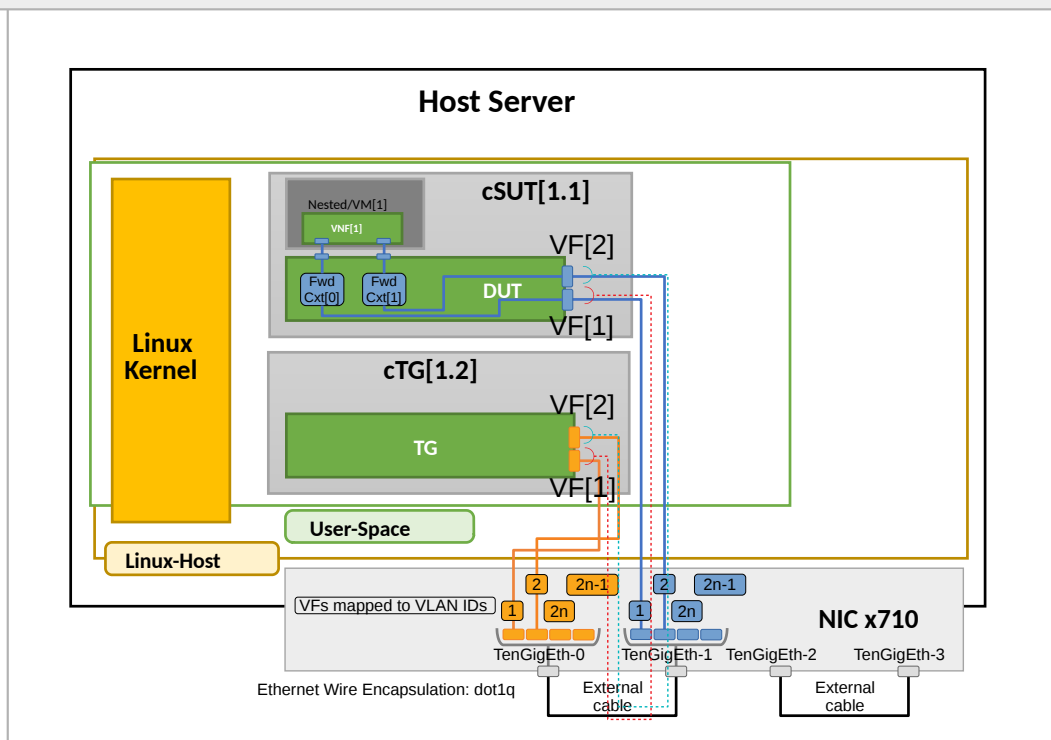 Host Server
cSUT[1.1]
Nested/VM[1]
VNF[1]
VF[2]
Fwd
Cxt[0]
Fwd
Cxt[1]
DUT
VF[1]
Linux
Kernel
cTG[1.2]
VF[2]
TG
VF[1]
User-Space
Linux-Host
2
2n-1
2
2n-1
VFs mapped to VLAN IDs
1
2n
1
2n
NIC x710
TenGigEth-0
TenGigEth-1
TenGigEth-2
TenGigEth-3
Ethernet Wire Encapsulation: dot1q
External
cable
External
cable